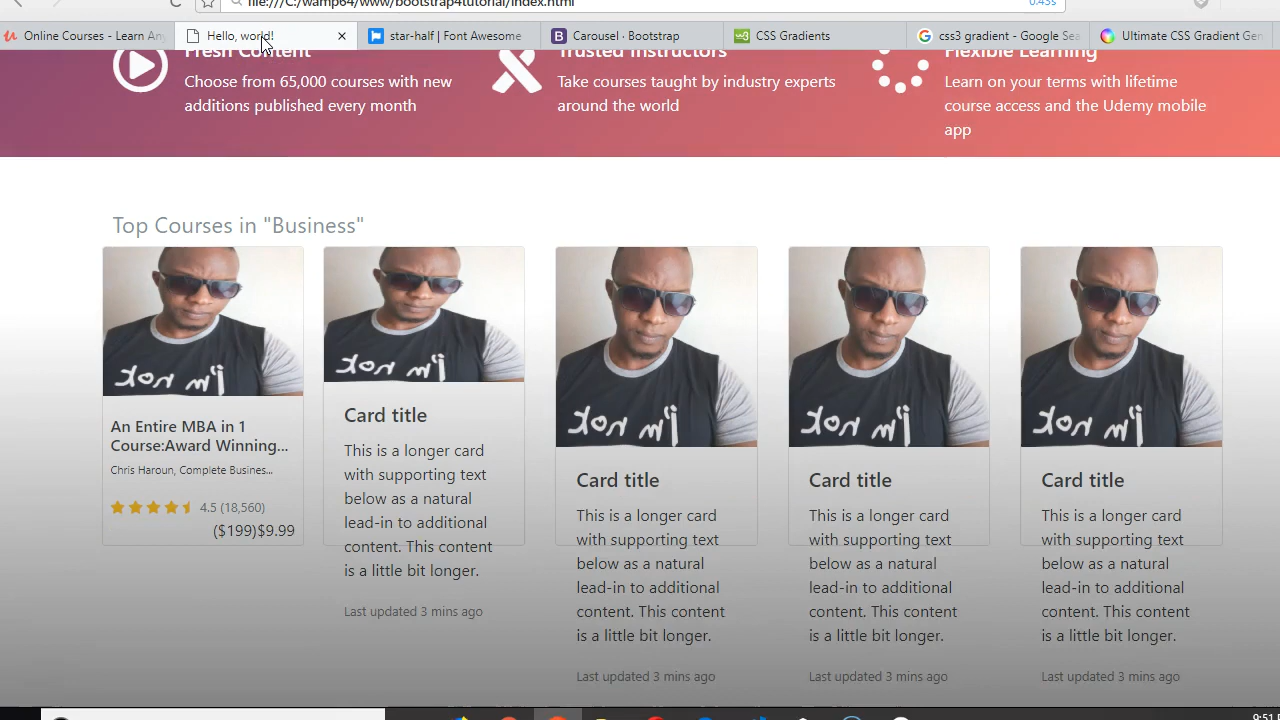 file:///C:/wamp64/www/bootstrap4tutorial/index.html
0.43s
Online Courses - Learn Any
Hello, world!
star-half | Font Awesome
Carousel · Bootstrap
CSS Gradients
css3 gradient - Google Sea
Ultimate CSS Gradient Gen
Fresh Content
Choose from 65,000 courses with new
additions published every month
Trusted Instructors
Take courses taught by industry experts
around the world
Flexible Learning
Learn on your terms with lifetime
course access and the Udemy mobile
app
Top Courses in "Business"
An Entire MBA in 1
Course:Award Winning...
Chris Haroun, Complete Busines...
4.5 (18,560)
($199)$9.99
Card title
This is a longer card
with supporting text
below as a natural
lead-in to additional
content. This content
is a little bit longer.
Last updated 3 mins ago
Card title
This is a longer card
with supporting text
below as a natural
lead-in to additional
content. This content
is a little bit longer.
Last updated 3 mins ago
Card title
This is a longer card
with supporting text
below as a natural
lead-in to additional
content. This content
is a little bit longer.
Last updated 3 mins ago
Card title
This is a longer card
with supporting text
below as a natural
lead-in to additional
content. This content
is a little bit longer.
Last updated 3 mins ago
9:51